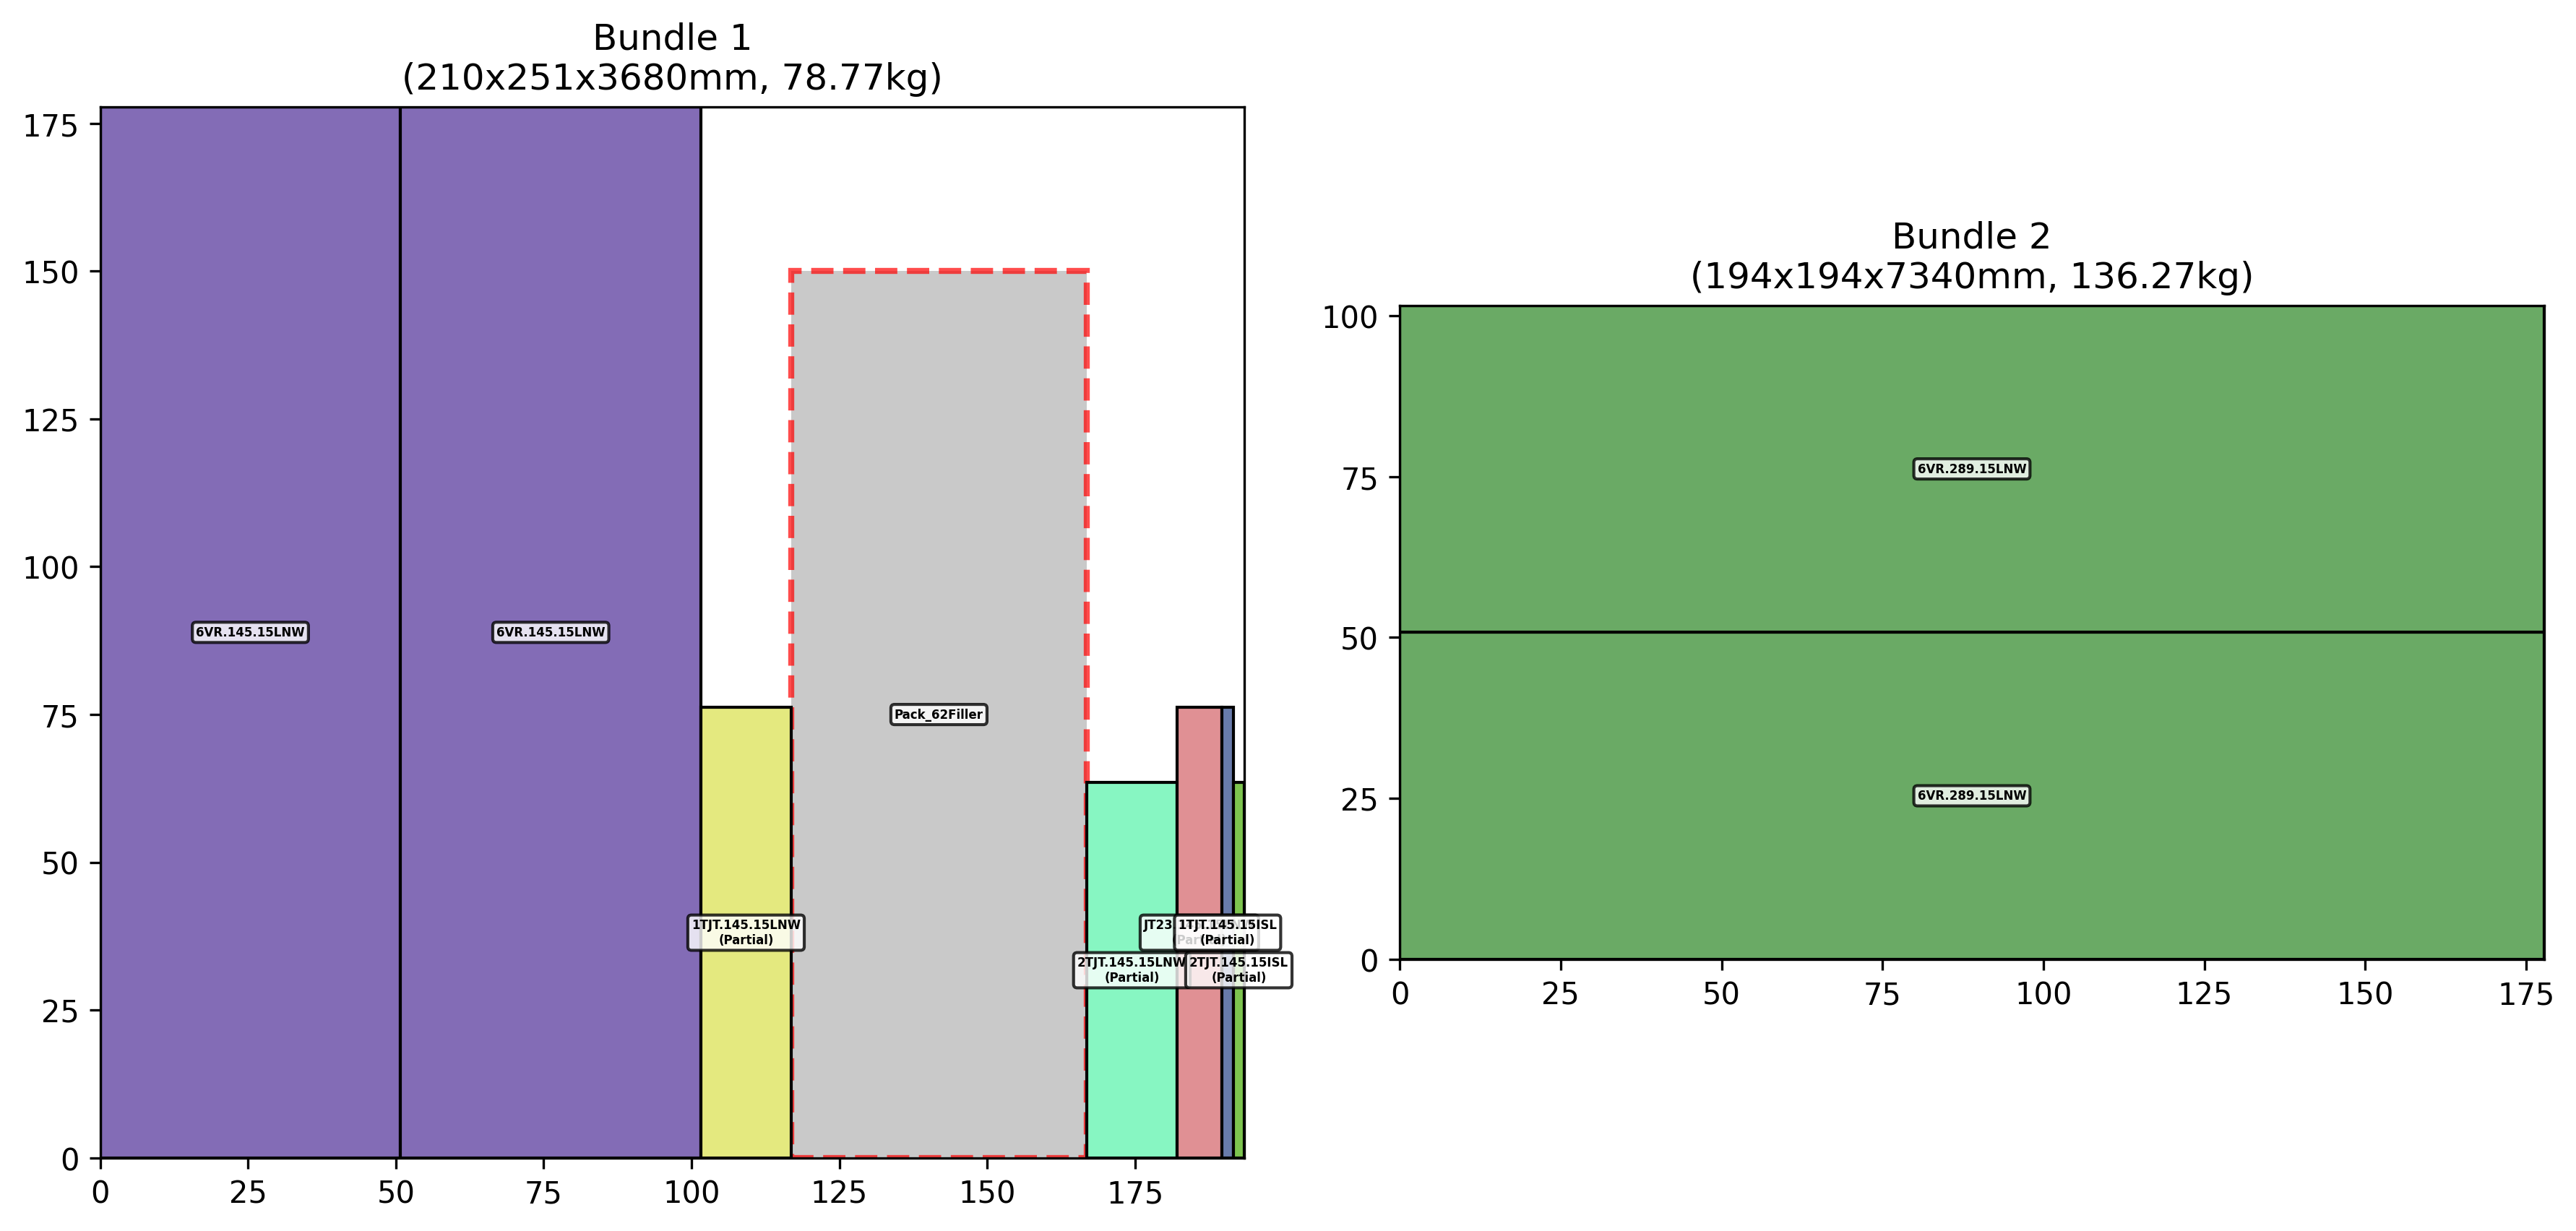 Bundle 1
(210x251x3680mm, 78.77kg)
175
150
125
100
75
50
25
0
6VR.145.15LNW
6VR.145.15LNW
1TJT.145.15LNW
(Partial)
Pack_62Filler
2TJT.145.15LNW
(Partial)
JT23
1TJT.145.15ISL
(Partial)
2TJT.145.15ISL
(Partial)
0 25 50 75 100 125 150 175
Bundle 2
(194x194x7340mm, 136.27kg)
100
75
50
25
0
6VR.289.15LNW
6VR.289.15LNW
0 25 50 75 100 125 150 175